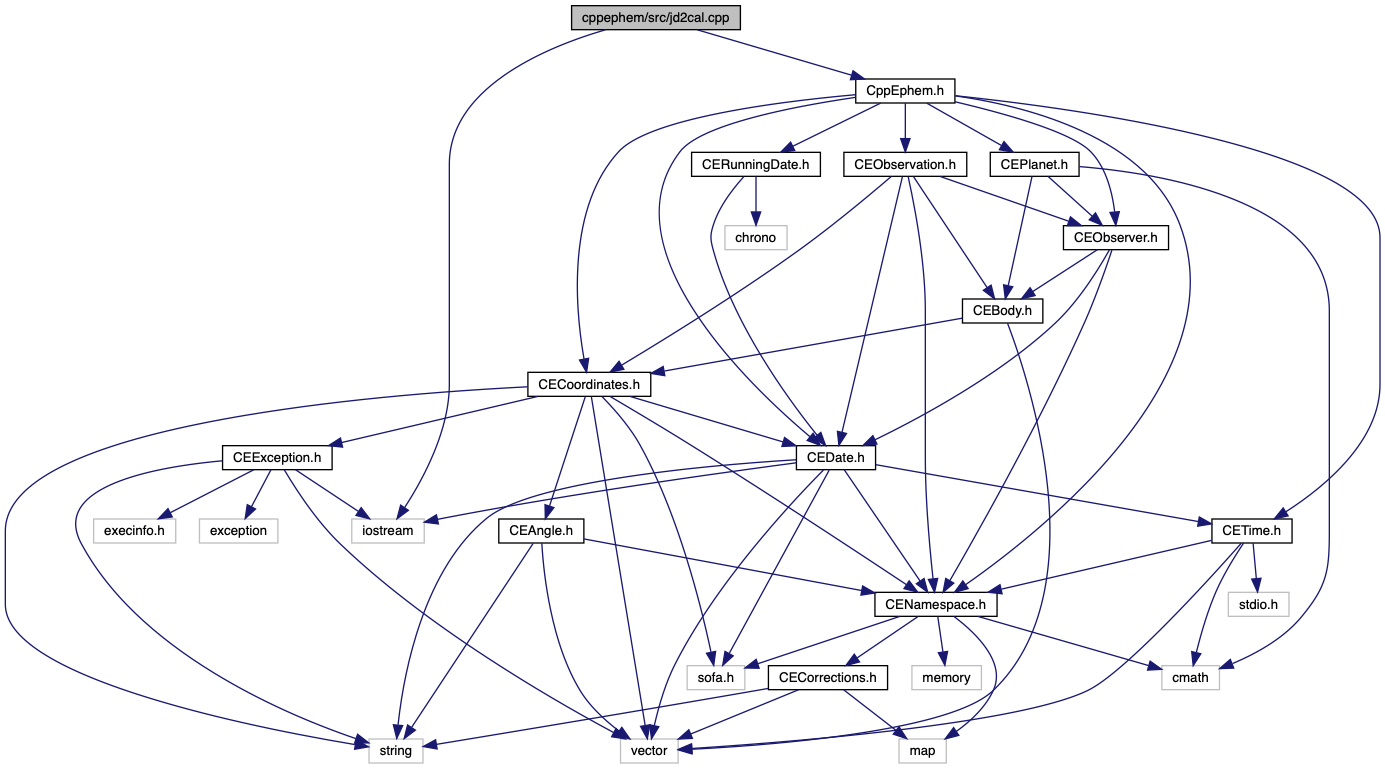 cppephem/src/jd2cal.cpp
CppEphem.h
CERunningDate.h
CEObservation.h
CEPlanet.h
chrono
CEObserver.h
CEBody.h
CECoordinates.h
CEException.h
CEDate.h
execinfo.h
exception
iostream
CEAngle.h
CETime.h
CENamespace.h
stdio.h
sofa.h
CECorrections.h
memory
cmath
string
vector
map